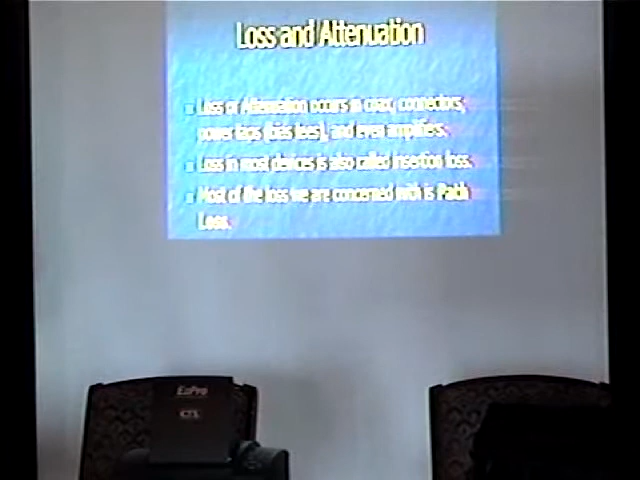 Loss and Attenuation
Loss or Attenuation occurs in coax, connectors,
power taps (bias tees), and even amplifiers.
Loss in most devices is also called insertion loss.
Most of the loss we are concerned with is Path
Loss.
EzPro